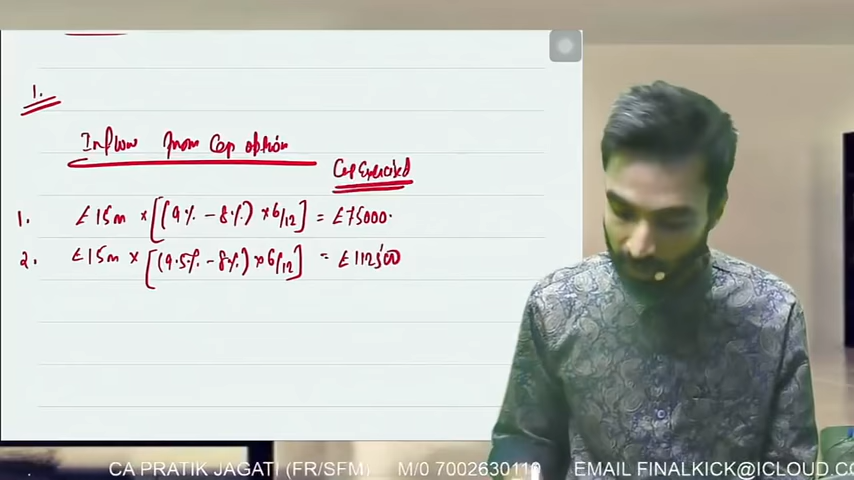 1.
Inflow from Cap option
Cap Exercised
1. £15m × [(9% - 8%) × 6/12] = £75000.
2. £15m × [(9.5% - 8%) × 6/12] = £112500
CA PRATIK JAGATI (FR/SFM) M/0 7002630110 EMAIL FINALKICK@ICLOUD.CO